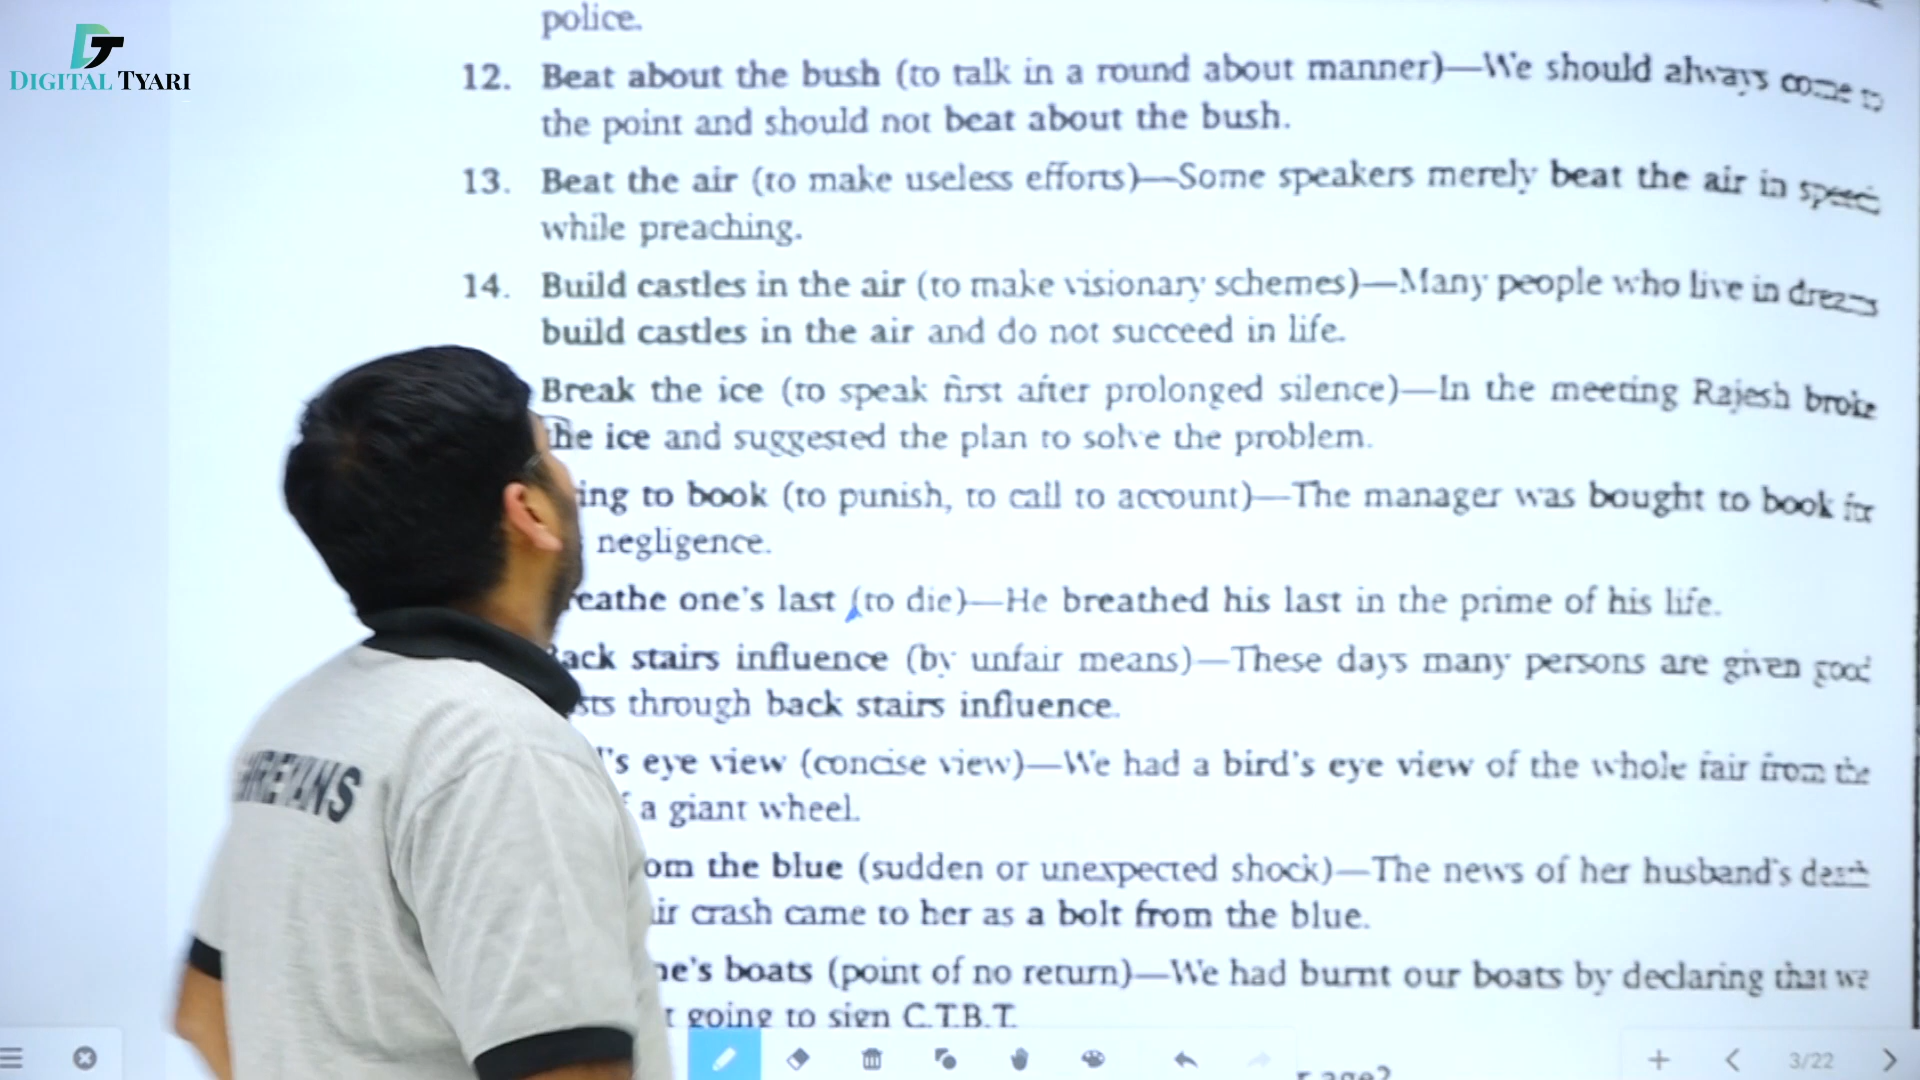 DT
DIGITAL TYARI
police.
12. Beat about the bush (to talk in a round about manner)—We should always come to
the point and should not beat about the bush.
13. Beat the air (to make useless efforts)—Some speakers merely beat the air in
while preaching.
14. Build castles in the air (to make visionary schemes)—Many people who live in dreams
build castles in the air and do not succeed in life.
Break the ice (to speak first after prolonged silence)—In the meeting Rajesh broke
the ice and suggested the plan to solve the problem.
ing to book (to punish, to call to account)—The manager was bought to book for
negligence.
reathe one's last (to die)—He breathed his last in the prime of his life.
Back stairs influence (by unfair means)—These days many persons are given good
sts through back stairs influence.
's eye view (concise view)—We had a bird's eye view of the whole fair from the
a giant wheel.
om the blue (sudden or unexpected shock)—The news of her husband's death
ir crash came to her as a bolt from the blue.
ne's boats (point of no return)—We had burnt our boats by declaring that we
t going to sign C.T.B.T.
3/22